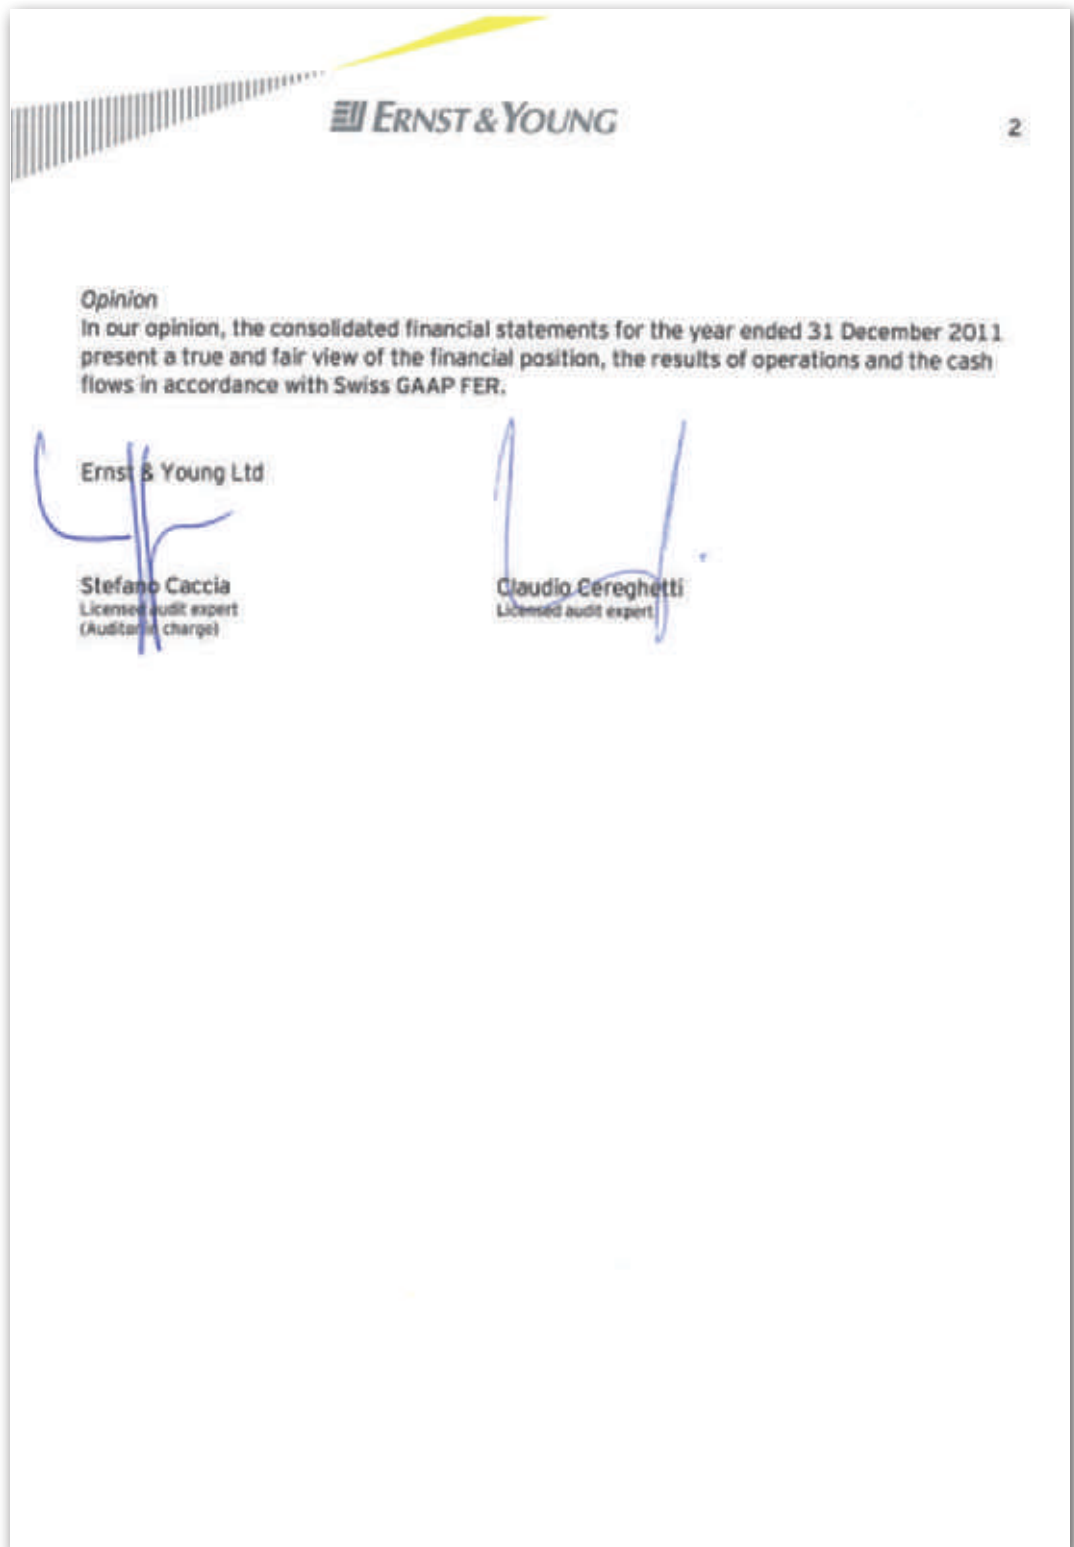 ERNST & YOUNG
2
Opinion
In our opinion, the consolidated financial statements for the year ended 31 December 2011
present a true and fair view of the financial position, the results of operations and the cash
flows in accordance with Swiss GAAP FER.
Ernst & Young Ltd
Stefano Caccia
Licensed audit expert
(Auditor in charge)
Claudio Cereghetti
Licensed audit expert